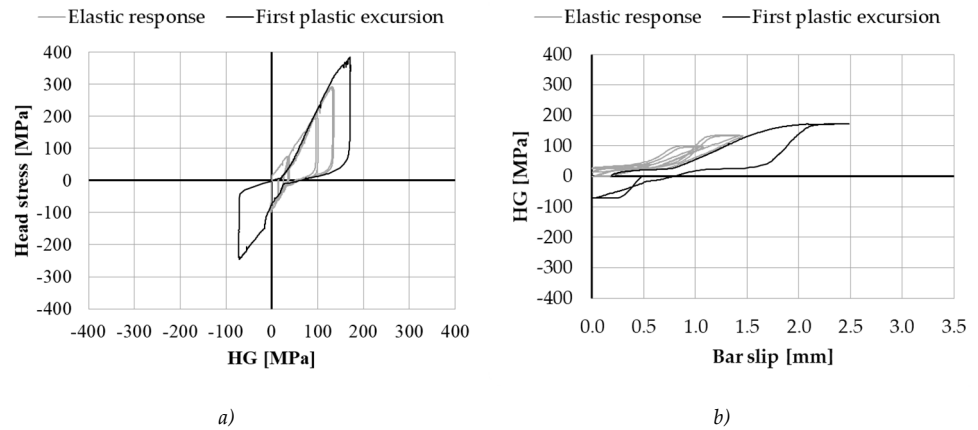 Elastic response First plastic excursion
400
300
200
100
0
-100
-200
-300
-400
-400 -300 -200 -100 0 100 200 300 400
Head stress [MPa]
HG [MPa]
a)
Elastic response First plastic excursion
400
300
200
100
0
-100
-200
-300
-400
0.0 0.5 1.0 1.5 2.0 2.5 3.0 3.5
HG [MPa]
Bar slip [mm]
b)